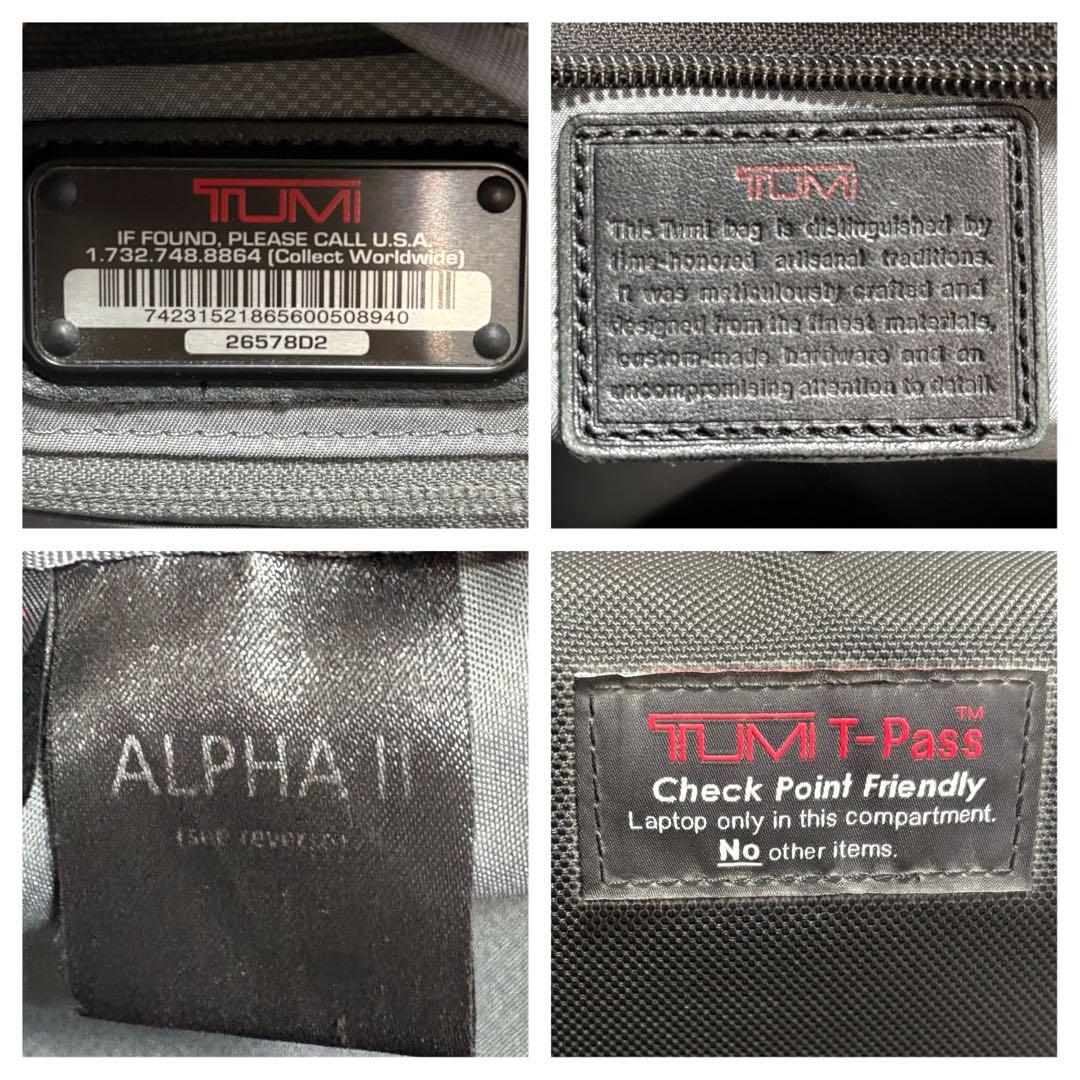 TUMI
IF FOUND, PLEASE CALL U.S.A.
1.732.748.8864 (Collect Worldwide)
74231521865600508940
26578D2
TUMI
This Tumi bag is distinguished by
time-honored artisanal traditions.
It was meticulously crafted and
designed from the finest materials,
custom-made hardware and an
uncompromising attention to detail.
ALPHA II
TUMI T-Pass™
Check Point Friendly
Laptop only in this compartment.
No other items.